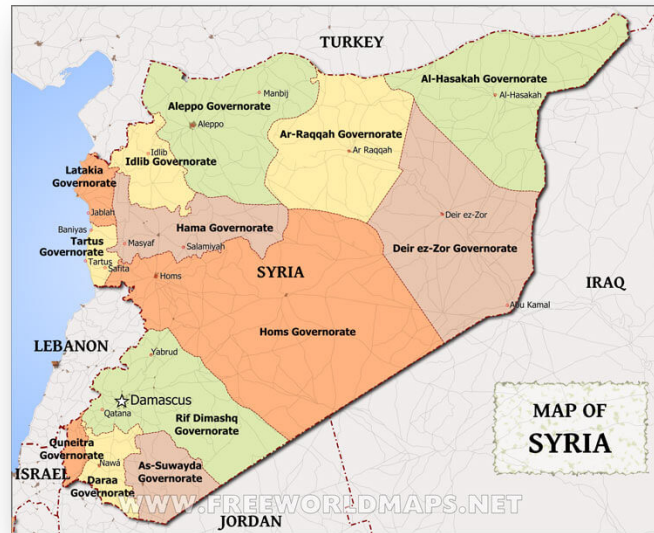 TURKEY
Al-Hasakah Governorate
Al-Hasakah
Manbij
Aleppo Governorate
Aleppo
Ar-Raqqah Governorate
Ar Raqqah
Idlib
Idlib Governorate
Latakia
Governorate
Jablah
Baniyas
Tartus
Governorate
Tartus
Safita
Hama Governorate
Masyaf
Salamiyah
Deir ez-Zor
Deir ez-Zor Governorate
SYRIA
Homs
Homs Governorate
IRAQ
Abu Kamal
LEBANON
Yabrud
Damascus
Qatana
Rif Dimashq
Governorate
Quneitra
Governorate
Nawá
Daraa
Governorate
As-Suwayda
Governorate
ISRAEL
JORDAN
MAP OF
SYRIA
WWW.FREEWORLDMAPS.NET